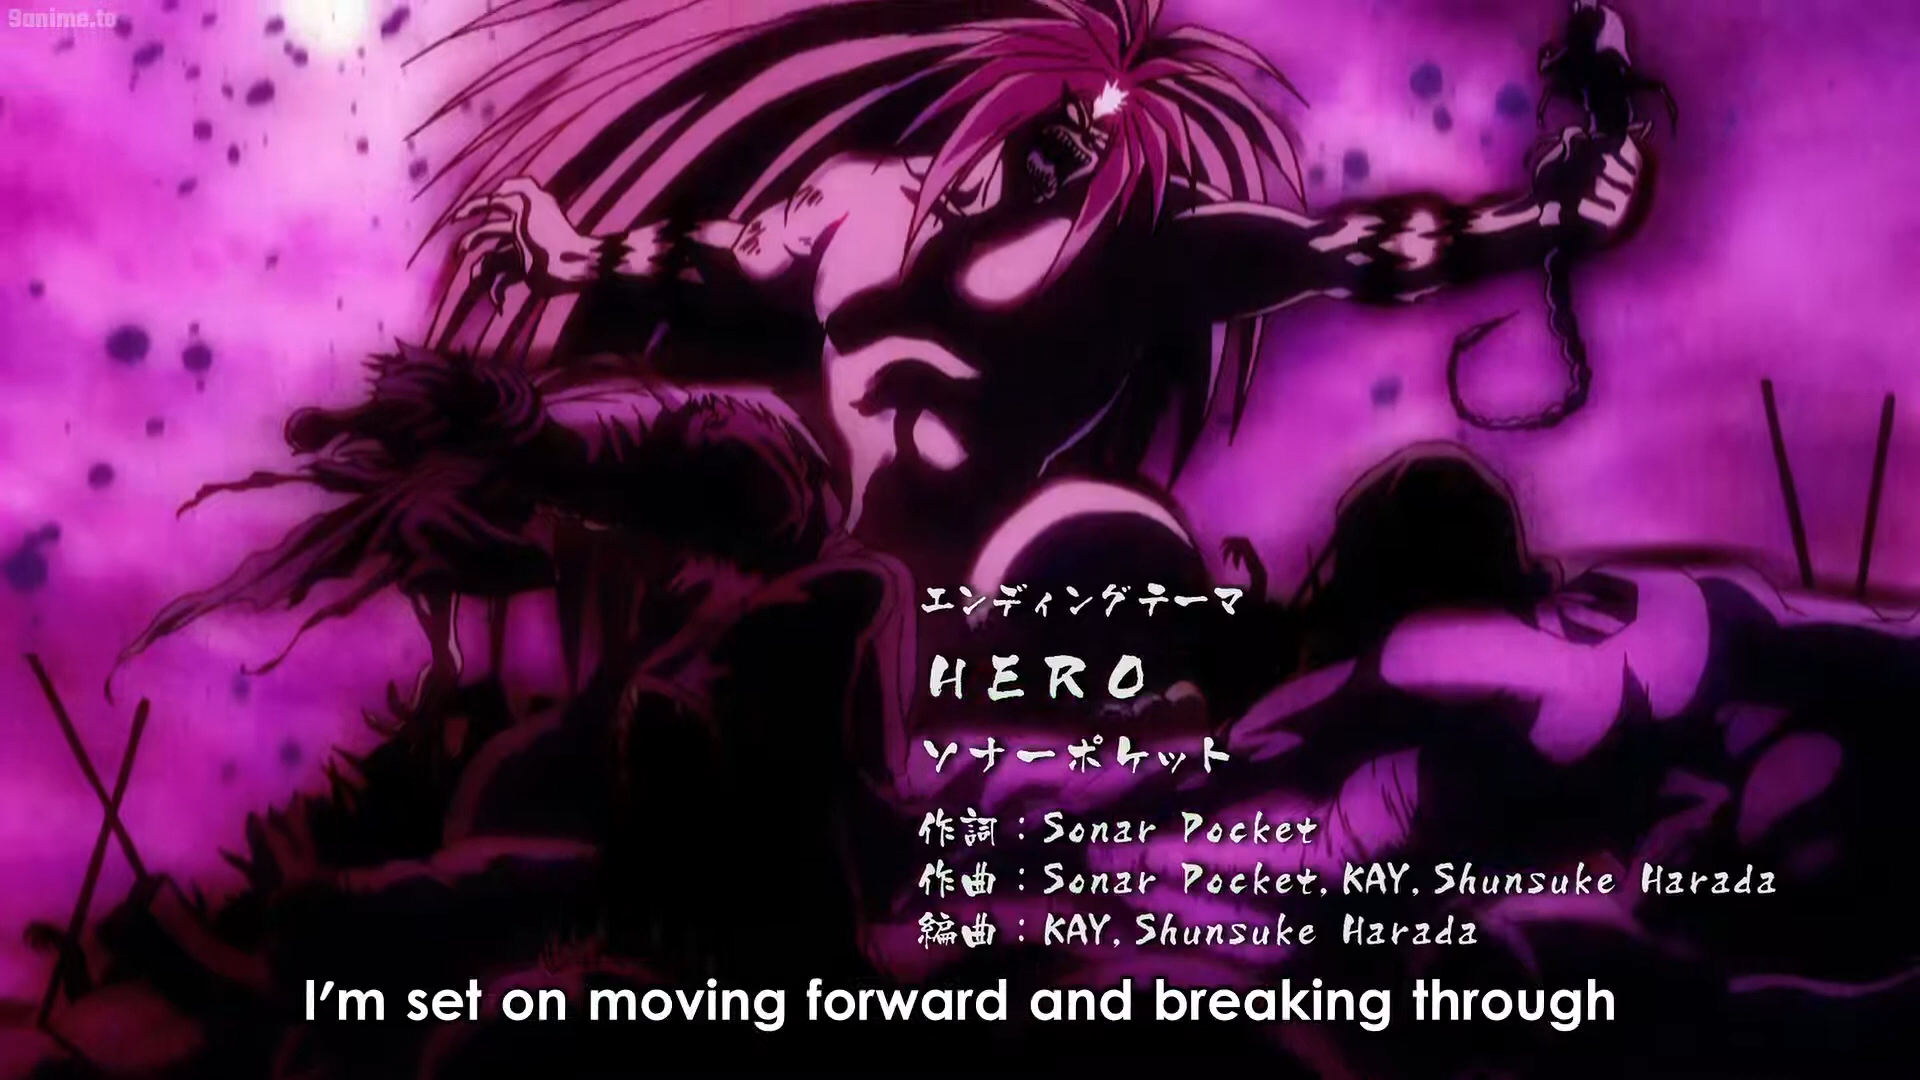 9anime.to
エンディングテーマ
HERO
ソナーポケット
作詞：Sonar Pocket
作曲：Sonar Pocket, KAY, Shunsuke Harada
編曲：KAY, Shunsuke Harada
I'm set on moving forward and breaking through